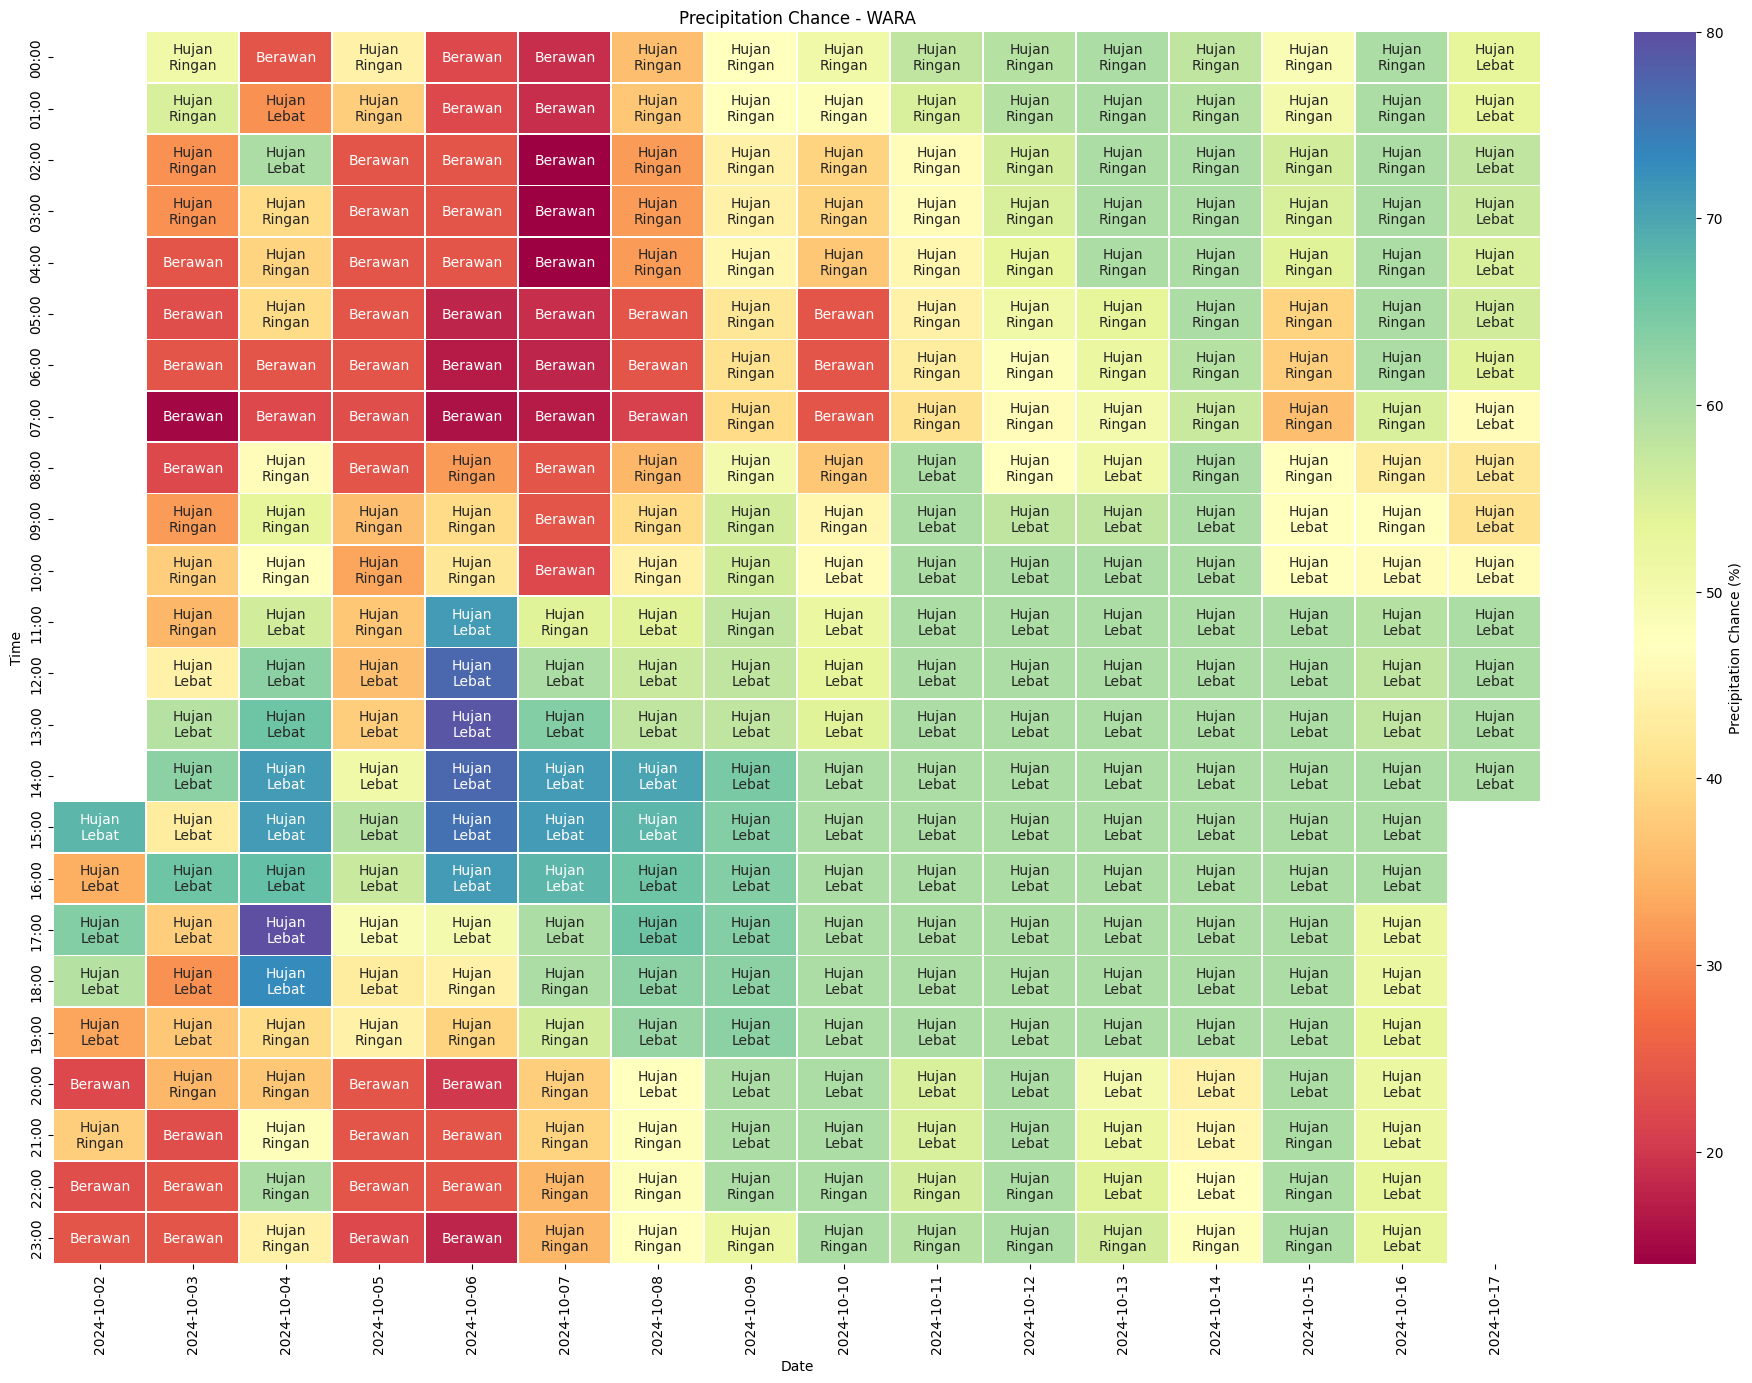 Precipitation Chance - WARA
00:00 Hujan Ringan Berawan Hujan Ringan Berawan Berawan Hujan Ringan Hujan Ringan Hujan Ringan Hujan Ringan Hujan Ringan Hujan Ringan Hujan Ringan Hujan Ringan Hujan Ringan Hujan Lebat
01:00 Hujan Ringan Hujan Lebat Hujan Ringan Berawan Berawan Hujan Ringan Hujan Ringan Hujan Ringan Hujan Ringan Hujan Ringan Hujan Ringan Hujan Ringan Hujan Ringan Hujan Ringan Hujan Lebat
02:00 Hujan Ringan Hujan Lebat Berawan Berawan Berawan Hujan Ringan Hujan Ringan Hujan Ringan Hujan Ringan Hujan Ringan Hujan Ringan Hujan Ringan Hujan Ringan Hujan Ringan Hujan Lebat
03:00 Hujan Ringan Hujan Ringan Berawan Berawan Berawan Hujan Ringan Hujan Ringan Hujan Ringan Hujan Ringan Hujan Ringan Hujan Ringan Hujan Ringan Hujan Ringan Hujan Ringan Hujan Lebat
04:00 Berawan Hujan Ringan Berawan Berawan Berawan Hujan Ringan Hujan Ringan Hujan Ringan Hujan Ringan Hujan Ringan Hujan Ringan Hujan Ringan Hujan Ringan Hujan Ringan Hujan Lebat
05:00 Berawan Hujan Ringan Berawan Berawan Berawan Berawan Hujan Ringan Berawan Hujan Ringan Hujan Ringan Hujan Ringan Hujan Ringan Hujan Ringan Hujan Ringan Hujan Lebat
06:00 Berawan Berawan Berawan Berawan Berawan Berawan Hujan Ringan Berawan Hujan Ringan Hujan Ringan Hujan Ringan Hujan Ringan Hujan Ringan Hujan Ringan Hujan Lebat
07:00 Berawan Berawan Berawan Berawan Berawan Berawan Hujan Ringan Berawan Hujan Ringan Hujan Ringan Hujan Ringan Hujan Ringan Hujan Ringan Hujan Ringan Hujan Lebat
08:00 Berawan Hujan Ringan Berawan Hujan Ringan Berawan Hujan Ringan Hujan Ringan Hujan Ringan Hujan Lebat Hujan Ringan Hujan Lebat Hujan Ringan Hujan Ringan Hujan Ringan Hujan Lebat
09:00 Hujan Ringan Hujan Ringan Hujan Ringan Hujan Ringan Berawan Hujan Ringan Hujan Ringan Hujan Ringan Hujan Lebat Hujan Lebat Hujan Lebat Hujan Lebat Hujan Lebat Hujan Ringan Hujan Lebat
10:00 Hujan Ringan Hujan Ringan Hujan Ringan Hujan Ringan Berawan Hujan Ringan Hujan Ringan Hujan Lebat Hujan Lebat Hujan Lebat Hujan Lebat Hujan Lebat Hujan Lebat Hujan Lebat Hujan Lebat
11:00 Hujan Ringan Hujan Lebat Hujan Ringan Hujan Lebat Hujan Ringan Hujan Lebat Hujan Ringan Hujan Lebat Hujan Lebat Hujan Lebat Hujan Lebat Hujan Lebat Hujan Lebat Hujan Lebat Hujan Lebat
12:00 Hujan Lebat Hujan Lebat Hujan Lebat Hujan Lebat Hujan Lebat Hujan Lebat Hujan Lebat Hujan Lebat Hujan Lebat Hujan Lebat Hujan Lebat Hujan Lebat Hujan Lebat Hujan Lebat Hujan Lebat
13:00 Hujan Lebat Hujan Lebat Hujan Lebat Hujan Lebat Hujan Lebat Hujan Lebat Hujan Lebat Hujan Lebat Hujan Lebat Hujan Lebat Hujan Lebat Hujan Lebat Hujan Lebat Hujan Lebat Hujan Lebat
14:00 Hujan Lebat Hujan Lebat Hujan Lebat Hujan Lebat Hujan Lebat Hujan Lebat Hujan Lebat Hujan Lebat Hujan Lebat Hujan Lebat Hujan Lebat Hujan Lebat Hujan Lebat Hujan Lebat Hujan Lebat
15:00 Hujan Lebat Hujan Lebat Hujan Lebat Hujan Lebat Hujan Lebat Hujan Lebat Hujan Lebat Hujan Lebat Hujan Lebat Hujan Lebat Hujan Lebat Hujan Lebat Hujan Lebat Hujan Lebat Hujan Lebat
16:00 Hujan Lebat Hujan Lebat Hujan Lebat Hujan Lebat Hujan Lebat Hujan Lebat Hujan Lebat Hujan Lebat Hujan Lebat Hujan Lebat Hujan Lebat Hujan Lebat Hujan Lebat Hujan Lebat Hujan Lebat
17:00 Hujan Lebat Hujan Lebat Hujan Lebat Hujan Lebat Hujan Lebat Hujan Lebat Hujan Lebat Hujan Lebat Hujan Lebat Hujan Lebat Hujan Lebat Hujan Lebat Hujan Lebat Hujan Lebat Hujan Lebat
18:00 Hujan Lebat Hujan Lebat Hujan Lebat Hujan Lebat Hujan Ringan Hujan Ringan Hujan Lebat Hujan Lebat Hujan Lebat Hujan Lebat Hujan Lebat Hujan Lebat Hujan Lebat Hujan Lebat Hujan Lebat
19:00 Hujan Lebat Hujan Lebat Hujan Ringan Hujan Ringan Hujan Ringan Hujan Ringan Hujan Lebat Hujan Lebat Hujan Lebat Hujan Lebat Hujan Lebat Hujan Lebat Hujan Lebat Hujan Lebat Hujan Lebat
20:00 Berawan Hujan Ringan Hujan Ringan Berawan Berawan Hujan Ringan Hujan Lebat Hujan Lebat Hujan Lebat Hujan Lebat Hujan Lebat Hujan Lebat Hujan Lebat Hujan Lebat Hujan Lebat
21:00 Hujan Ringan Berawan Hujan Ringan Berawan Berawan Hujan Ringan Hujan Ringan Hujan Lebat Hujan Lebat Hujan Lebat Hujan Lebat Hujan Lebat Hujan Lebat Hujan Ringan Hujan Lebat
22:00 Berawan Berawan Hujan Ringan Berawan Berawan Hujan Ringan Hujan Ringan Hujan Ringan Hujan Ringan Hujan Ringan Hujan Ringan Hujan Lebat Hujan Lebat Hujan Ringan Hujan Lebat
23:00 Berawan Berawan Hujan Ringan Berawan Berawan Hujan Ringan Hujan Ringan Hujan Ringan Hujan Ringan Hujan Ringan Hujan Ringan Hujan Ringan Hujan Ringan Hujan Ringan Hujan Lebat
Time
2024-10-02 2024-10-03 2024-10-04 2024-10-05 2024-10-06 2024-10-07 2024-10-08 2024-10-09 2024-10-10 2024-10-11 2024-10-12 2024-10-13 2024-10-14 2024-10-15 2024-10-16 2024-10-17
Date
80
70
60
50
40
30
20
Precipitation Chance (%)